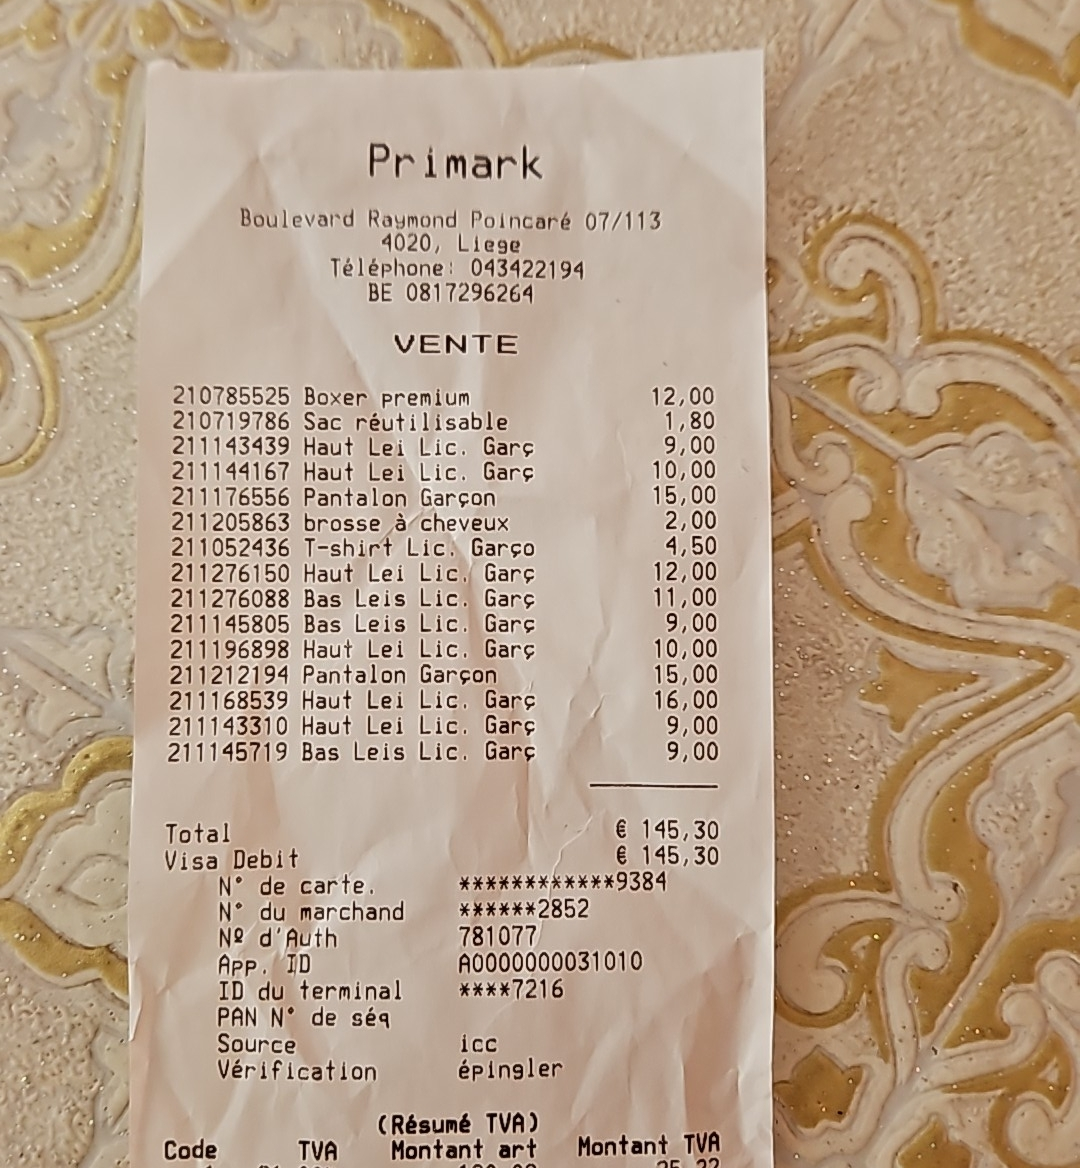 Primark
Boulevard Raymond Poincaré 07/113
4020, Liege
Téléphone: 043422194
BE 0817296264
VENTE
210785525 Boxer premium 12,00
210719786 Sac réutilisable 1,80
211143439 Haut Lei Lic. Garç 9,00
211144167 Haut Lei Lic. Garç 10,00
211176556 Pantalon Garçon 15,00
211205863 brosse à cheveux 2,00
211052436 T-shirt Lic. Garço 4,50
211276150 Haut Lei Lic. Garç 12,00
211276088 Bas Leis Lic. Garç 11,00
211145805 Bas Leis Lic. Garç 9,00
211196898 Haut Lei Lic. Garç 10,00
211212194 Pantalon Garçon 15,00
211168539 Haut Lei Lic. Garç 16,00
211143310 Haut Lei Lic. Garç 9,00
211145719 Bas Leis Lic. Garç 9,00
Total € 145,30
Visa Debit € 145,30
N° de carte. ************9384
N° du marchand ******2852
Nº d'Auth 781077
App. ID A0000000031010
ID du terminal ****7216
PAN N° de séq
Source icc
Vérification épingler
(Résumé TVA)
Code TVA Montant art Montant TVA